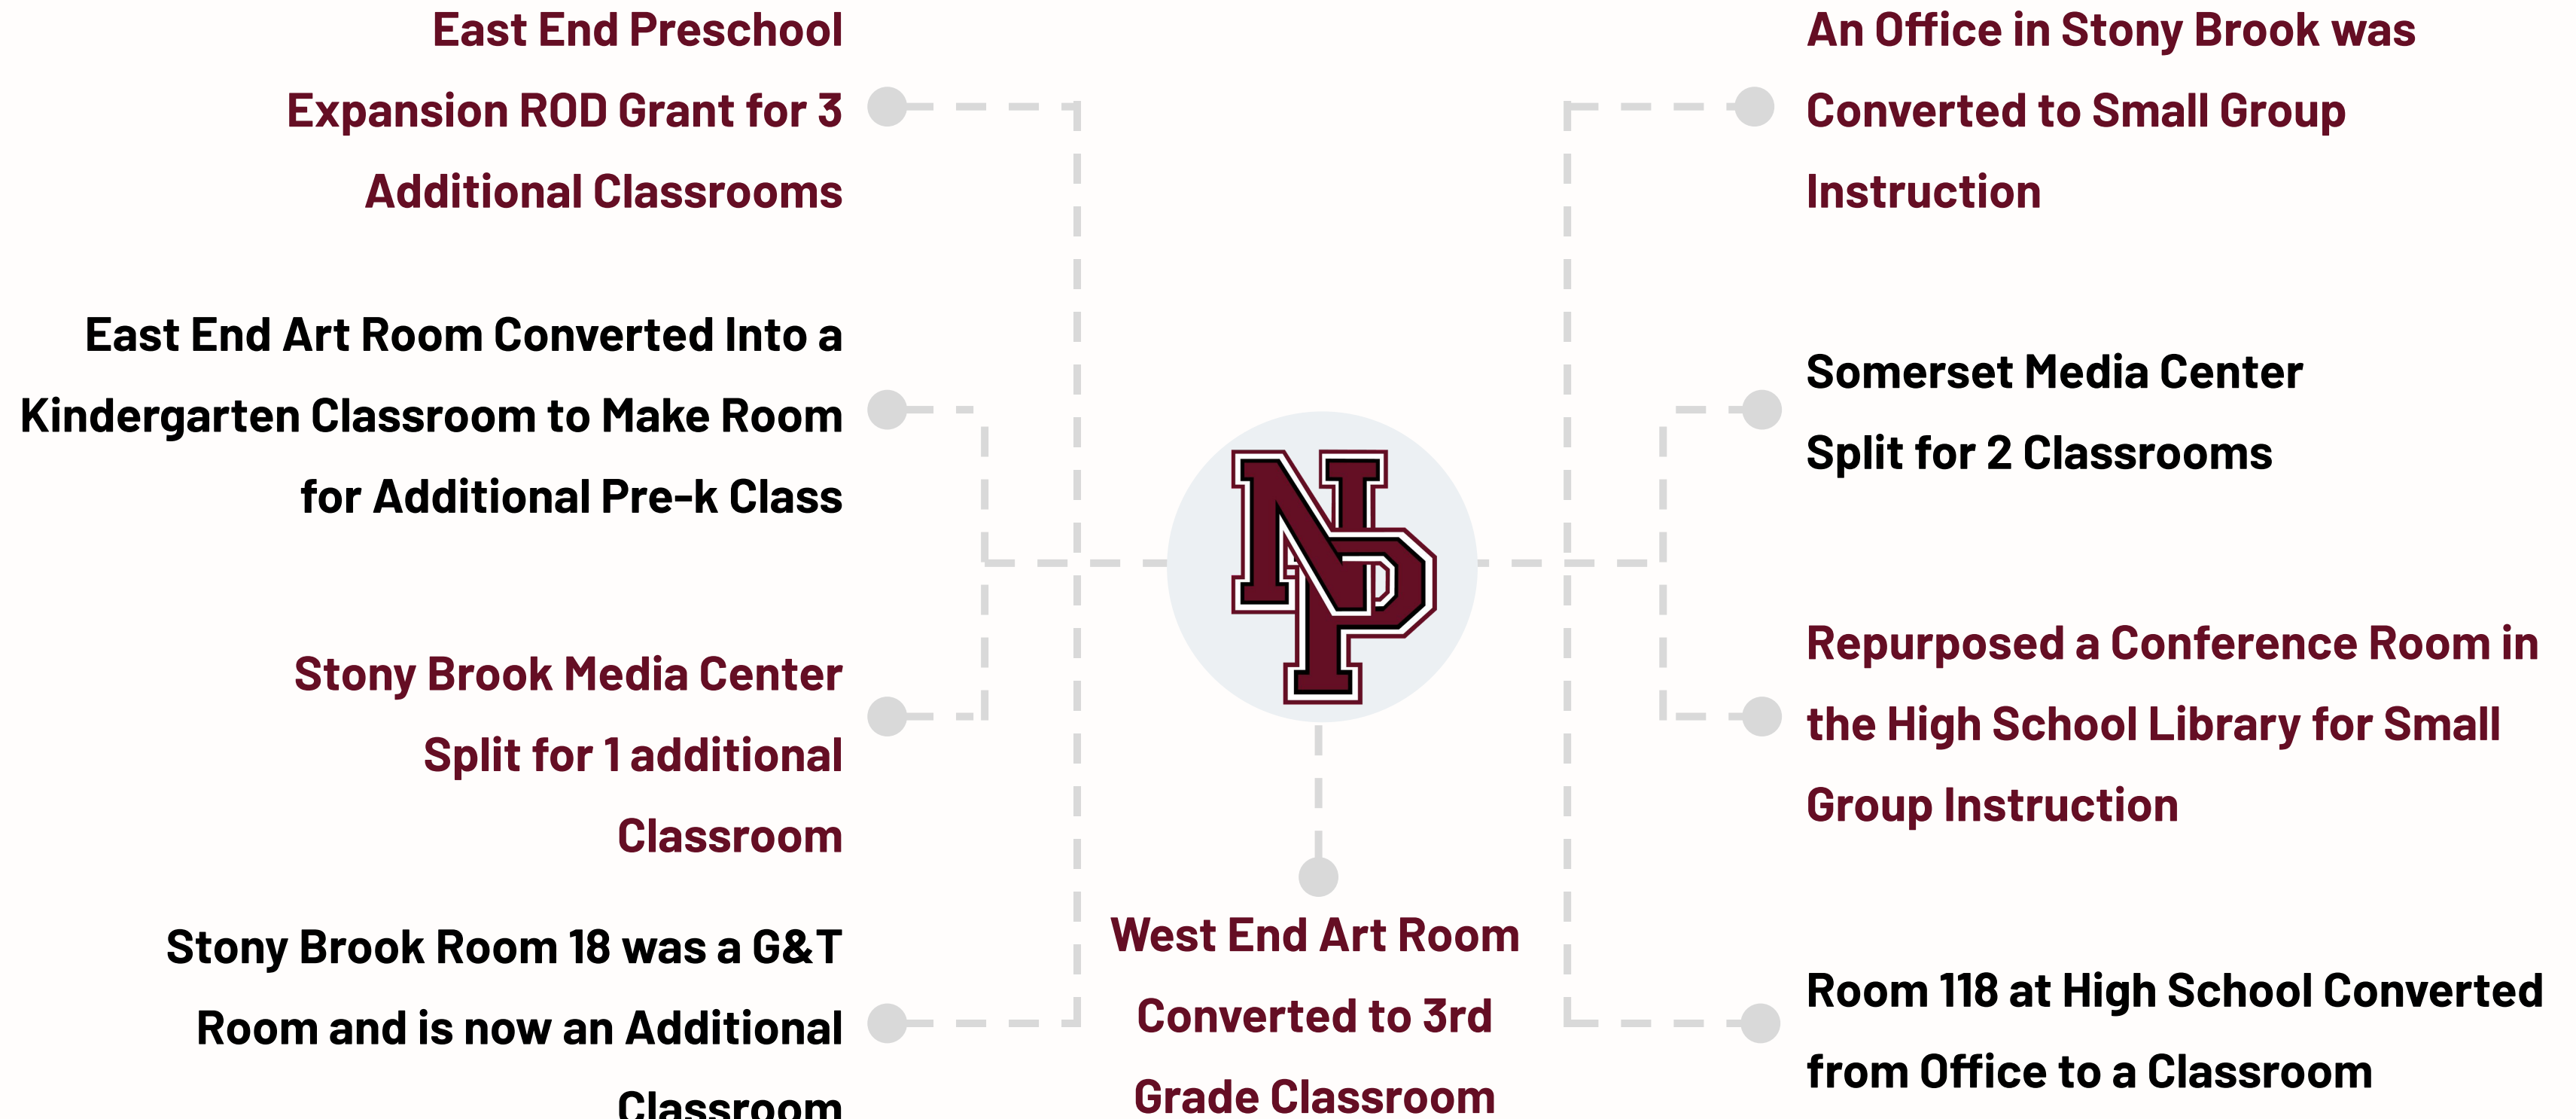 East End Preschool
Expansion ROD Grant for 3
Additional Classrooms
East End Art Room Converted Into a
Kindergarten Classroom to Make Room
for Additional Pre-k Class
Stony Brook Media Center
Split for 1 additional
Classroom
Stony Brook Room 18 was a G&T
Room and is now an Additional
Classroom
NP
West End Art Room
Converted to 3rd
Grade Classroom
An Office in Stony Brook was
Converted to Small Group
Instruction
Somerset Media Center
Split for 2 Classrooms
Repurposed a Conference Room in
the High School Library for Small
Group Instruction
Room 118 at High School Converted
from Office to a Classroom